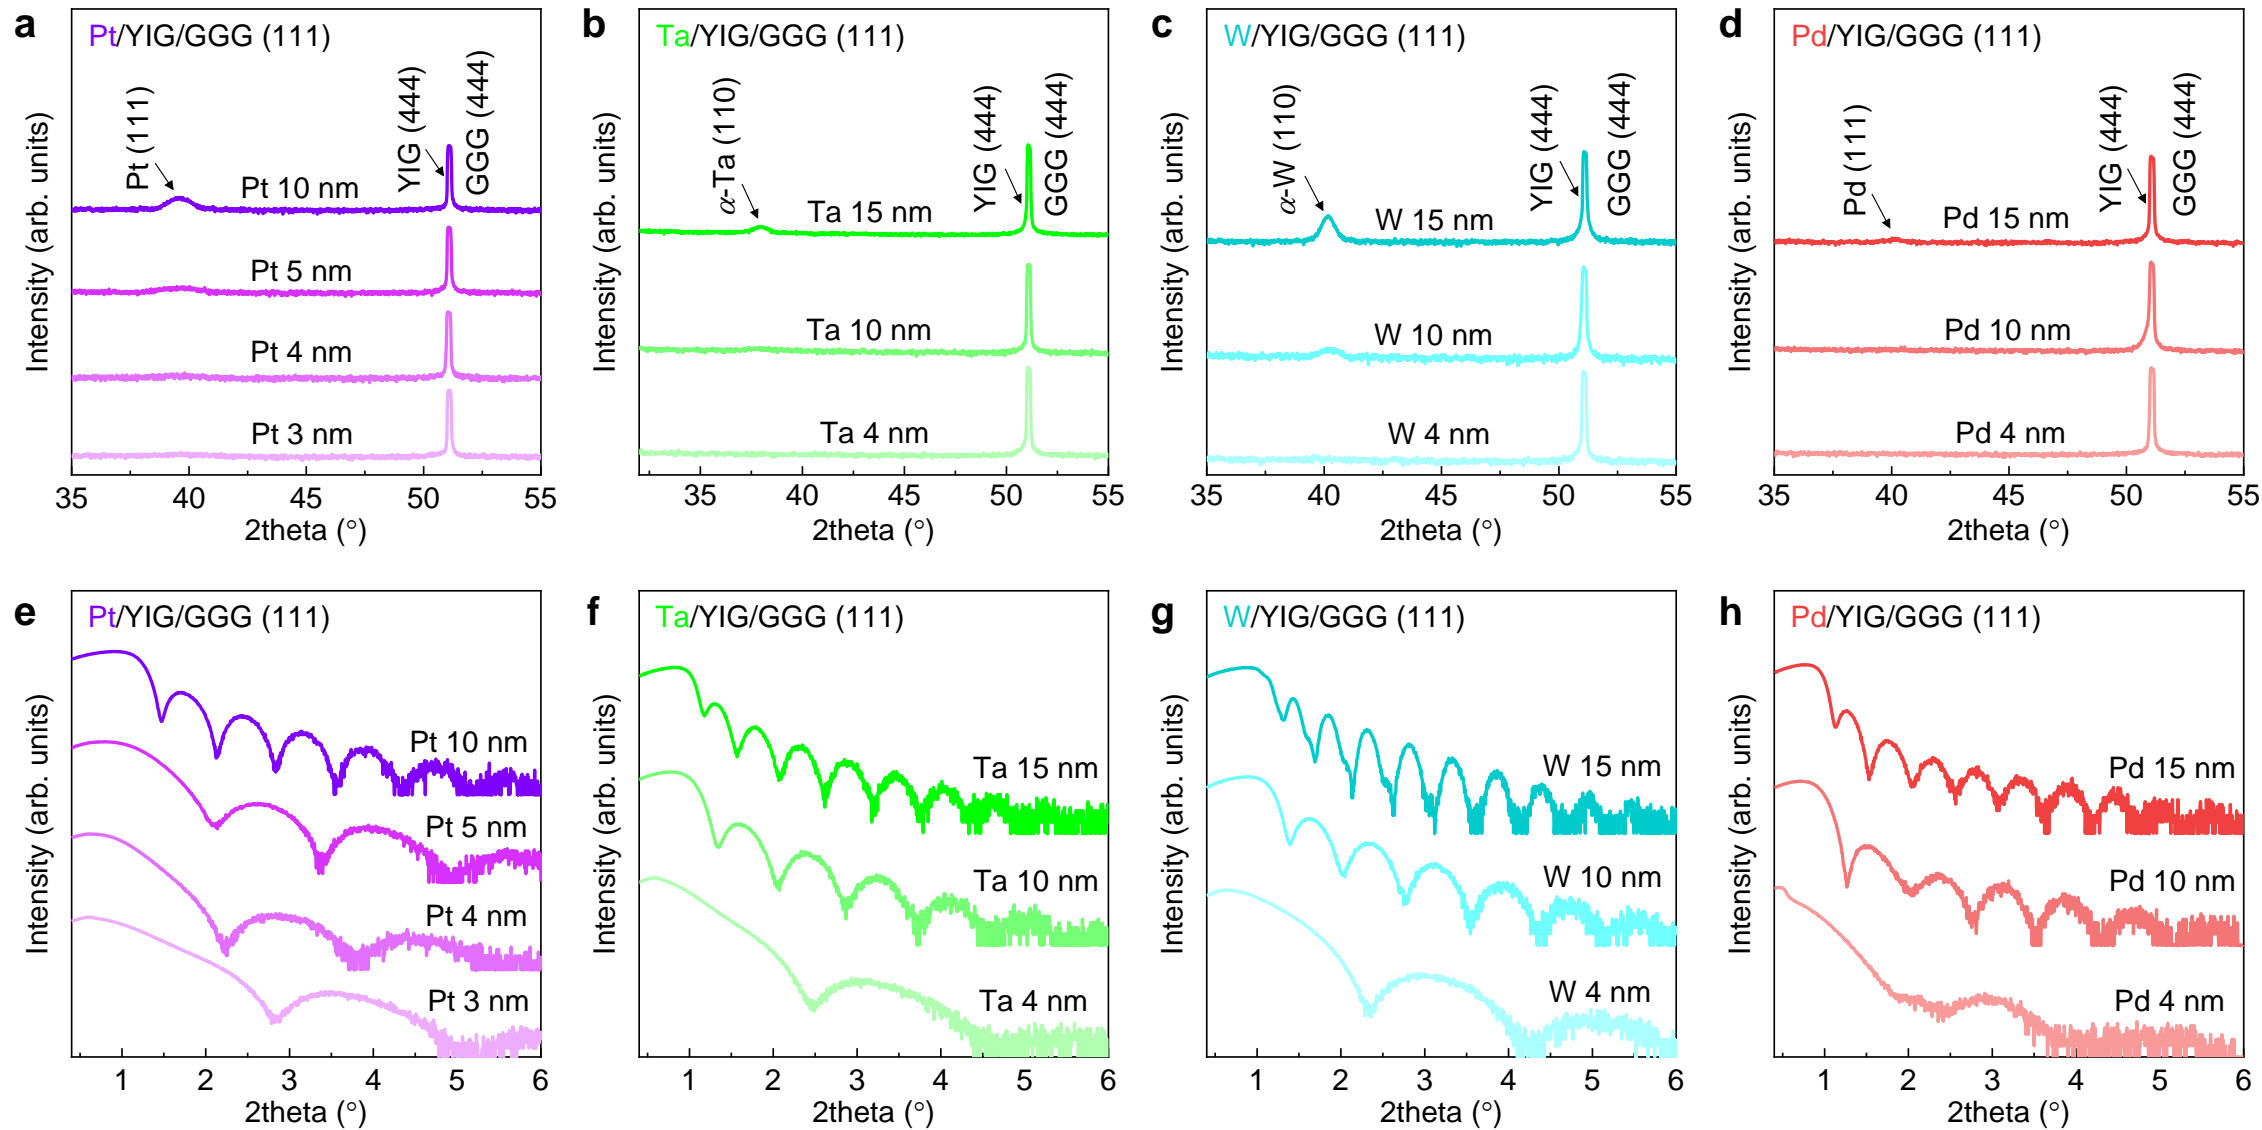 a
Pt/YIG/GGG (111)
Pt (111)
YIG (444)
GGG (444)
Pt 10 nm
Pt 5 nm
Pt 4 nm
Pt 3 nm
Intensity (arb. units)
35 40 45 50 55
2theta (°)
b
Ta/YIG/GGG (111)
α-Ta (110)
YIG (444)
GGG (444)
Ta 15 nm
Ta 10 nm
Ta 4 nm
Intensity (arb. units)
35 40 45 50 55
2theta (°)
c
W/YIG/GGG (111)
α-W (110)
YIG (444)
GGG (444)
W 15 nm
W 10 nm
W 4 nm
Intensity (arb. units)
35 40 45 50 55
2theta (°)
d
Pd/YIG/GGG (111)
Pd (111)
YIG (444)
GGG (444)
Pd 15 nm
Pd 10 nm
Pd 4 nm
Intensity (arb. units)
35 40 45 50 55
2theta (°)
e
Pt/YIG/GGG (111)
Pt 10 nm
Pt 5 nm
Pt 4 nm
Pt 3 nm
Intensity (arb. units)
1 2 3 4 5 6
2theta (°)
f
Ta/YIG/GGG (111)
Ta 15 nm
Ta 10 nm
Ta 4 nm
Intensity (arb. units)
1 2 3 4 5 6
2theta (°)
g
W/YIG/GGG (111)
W 15 nm
W 10 nm
W 4 nm
Intensity (arb. units)
1 2 3 4 5 6
2theta (°)
h
Pd/YIG/GGG (111)
Pd 15 nm
Pd 10 nm
Pd 4 nm
Intensity (arb. units)
1 2 3 4 5 6
2theta (°)